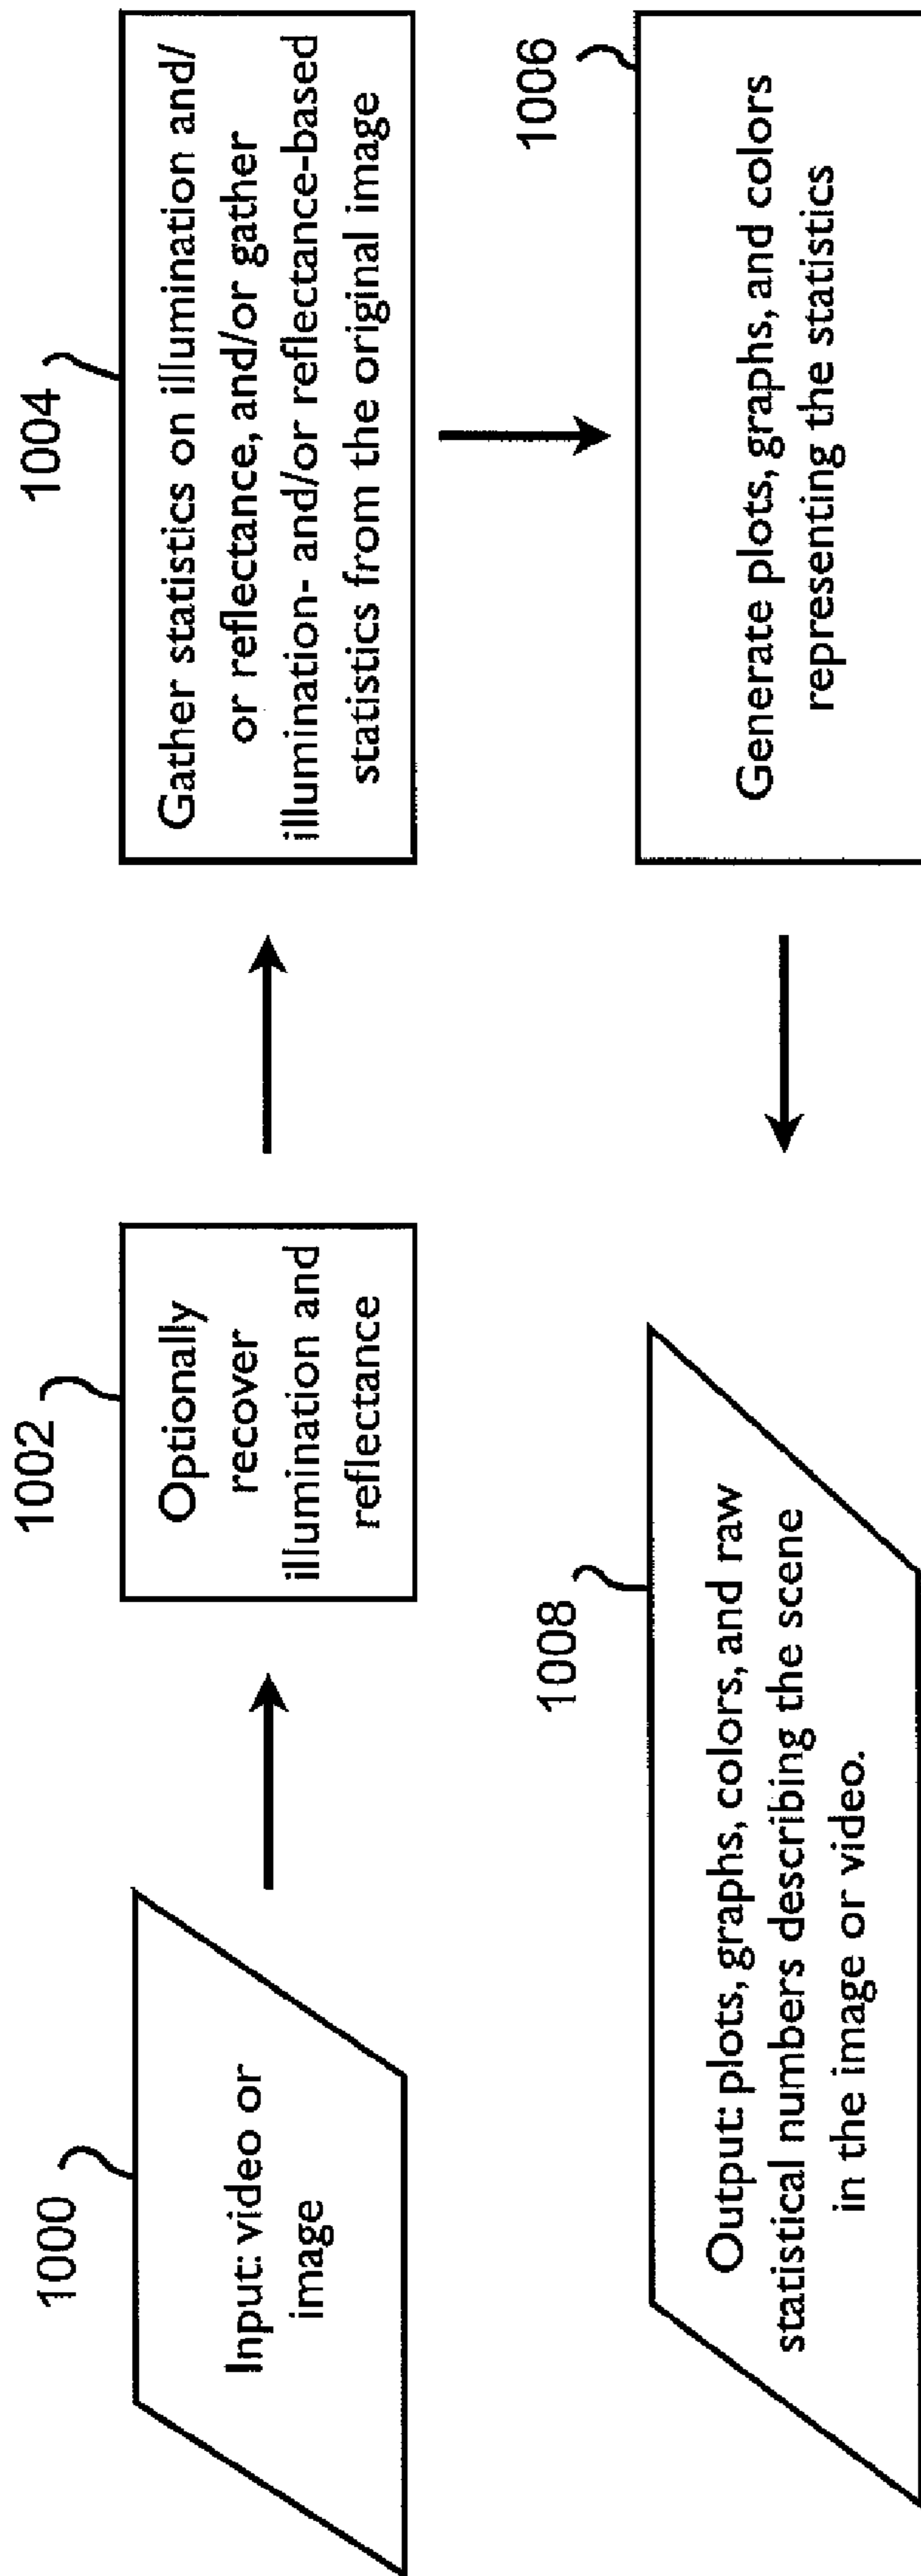 1000
Input: video or
image
1002
Optionally
recover
illumination and
reflectance
1004
Gather statistics on illumination and/
or reflectance, and/or gather
illumination- and/or reflectance-based
statistics from the original image
1006
Generate plots, graphs, and colors
representing the statistics
1008
Output: plots, graphs, colors, and raw
statistical numbers describing the scene
in the image or video.